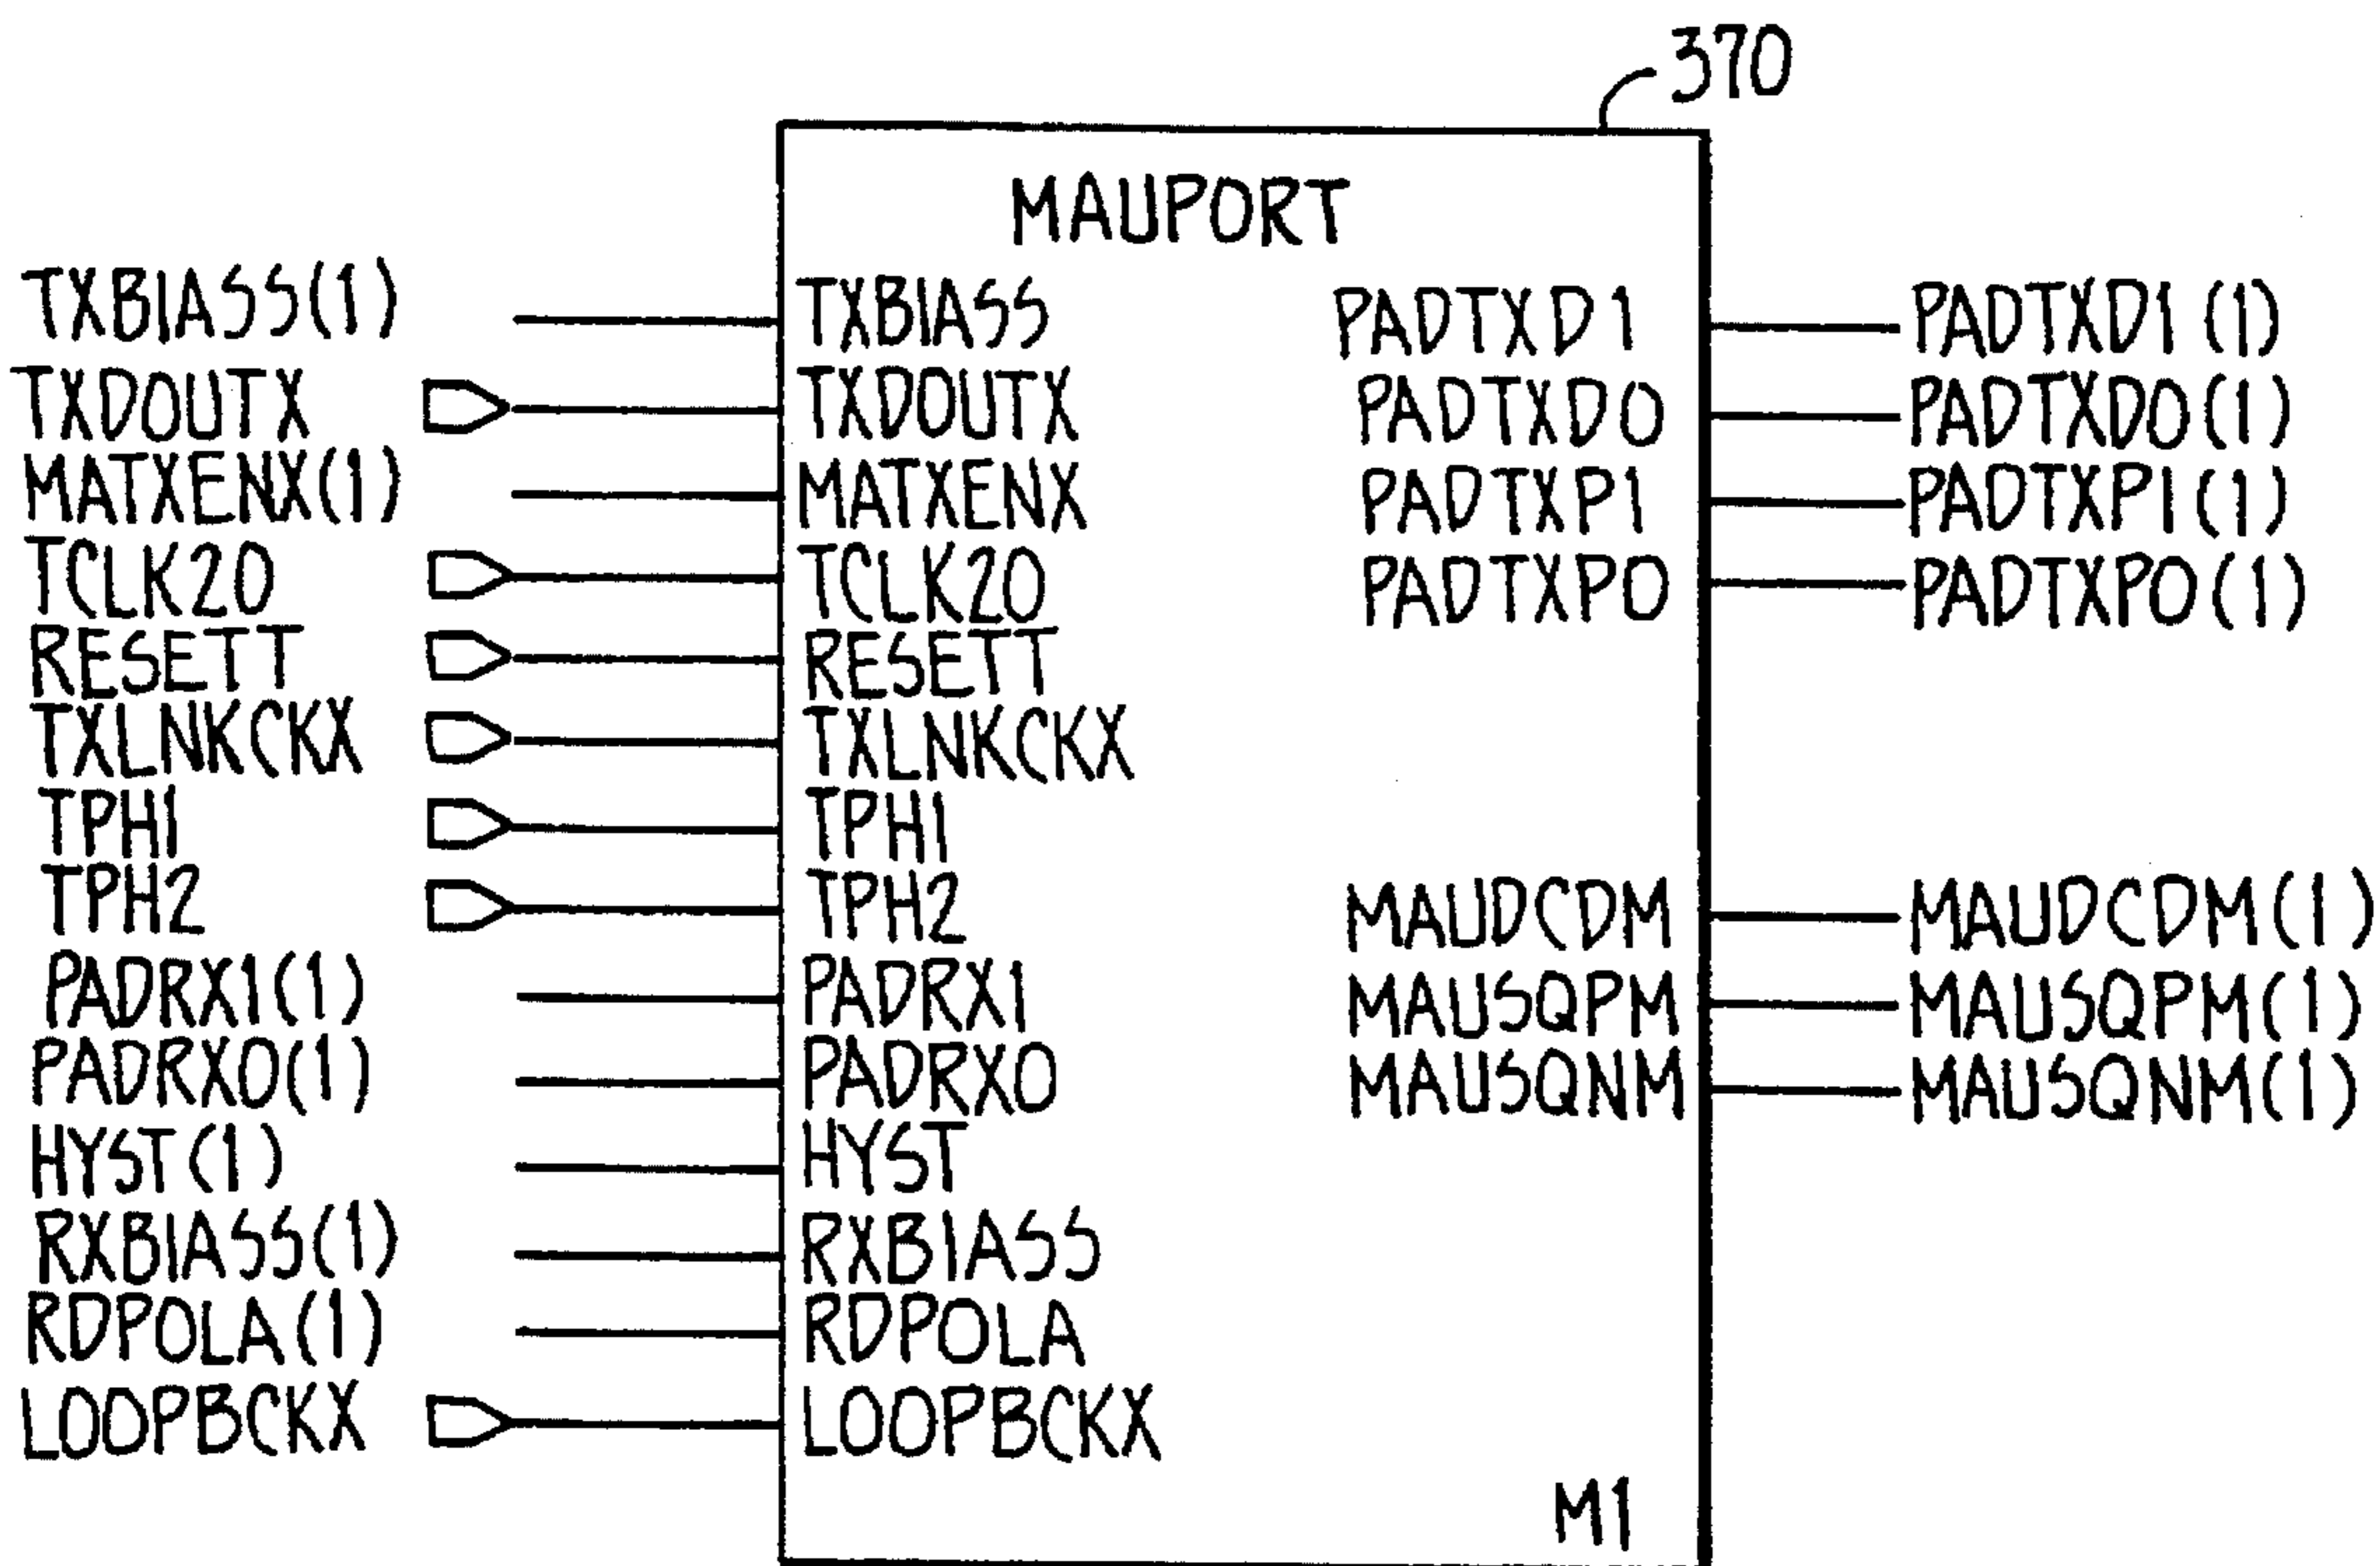 370
MAUPORT
TXBIASS(1) TXBIASS PADTXD1 PADTXD1(1)
TXDOUTX TXDOUTX PADTXD0 PADTXD0(1)
MATXENX(1) MATXENX PADTXP1 PADTXP1(1)
TCLK20 TCLK20 PADTXP0 PADTXP0(1)
RESETT RESETT
TXLNKCKX TXLNKCKX
TPH1 TPH1
TPH2 TPH2 MAUDCDM MAUDCDM(1)
PADRX1(1) PADRX1 MAUSQPM MAUSQPM(1)
PADRX0(1) PADRX0 MAUSQNM MAUSQNM(1)
HYST(1) HYST
RXBIASS(1) RXBIASS
RDPOLA(1) RDPOLA
LOOPBCKX LOOPBCKX
M1